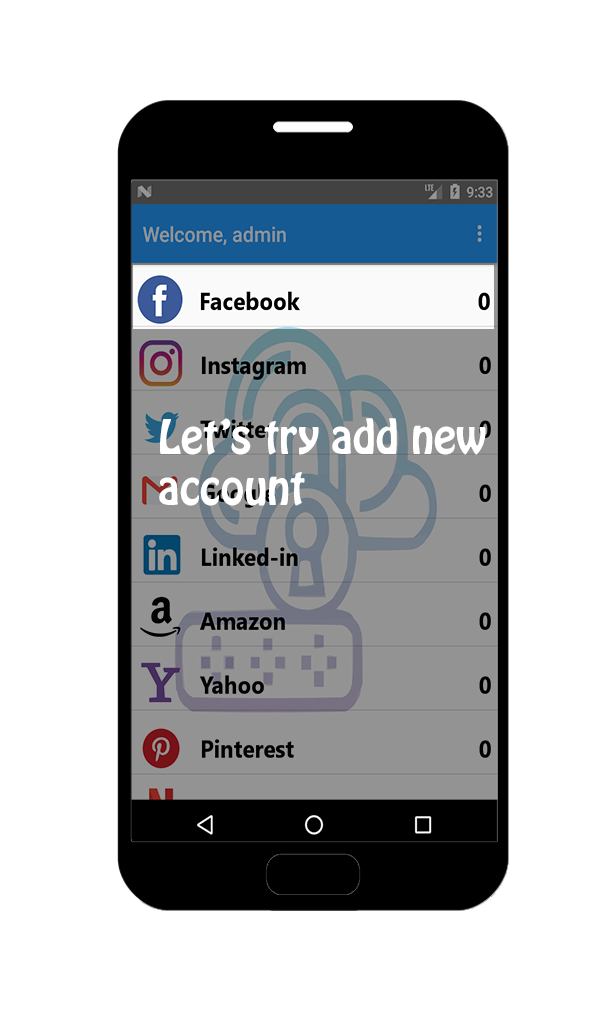 LTE 9:33
Welcome, admin
Facebook 0
Instagram 0
Twitter 0
Let's try add new
account
Google 0
Linked-in 0
Amazon 0
Yahoo 0
Pinterest 0